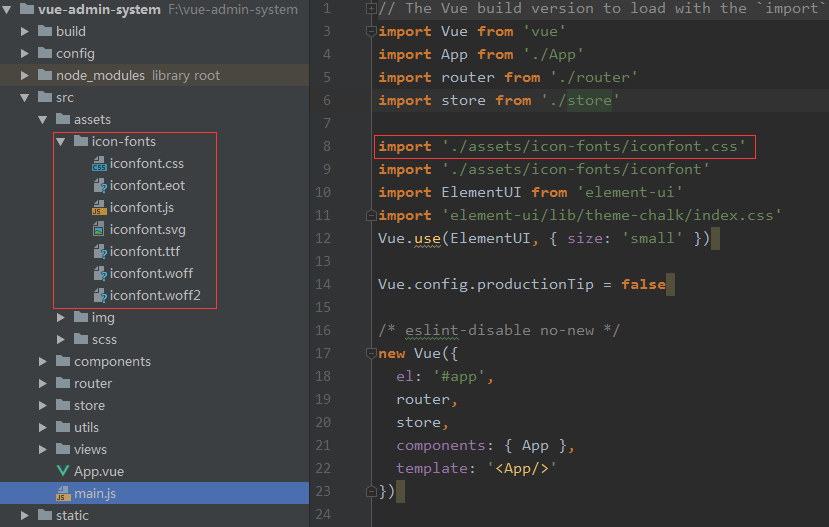 vue-admin-system F:\vue-admin-system
build
config
node_modules library root
src
assets
icon-fonts
iconfont.css
iconfont.eot
iconfont.js
iconfont.svg
iconfont.ttf
iconfont.woff
iconfont.woff2
img
scss
components
router
store
utils
views
App.vue
main.js
static
1 // The Vue build version to load with the `import`
3 import Vue from 'vue'
4 import App from './App'
5 import router from './router'
6 import store from './store'
7
8 import './assets/icon-fonts/iconfont.css'
9 import './assets/icon-fonts/iconfont'
10 import ElementUI from 'element-ui'
11 import 'element-ui/lib/theme-chalk/index.css'
12 Vue.use(ElementUI, { size: 'small' })
13
14 Vue.config.productionTip = false
15
16 /* eslint-disable no-new */
17 new Vue({
18 el: '#app',
19 router,
20 store,
21 components: { App },
22 template: '<App/>'
23 })
24